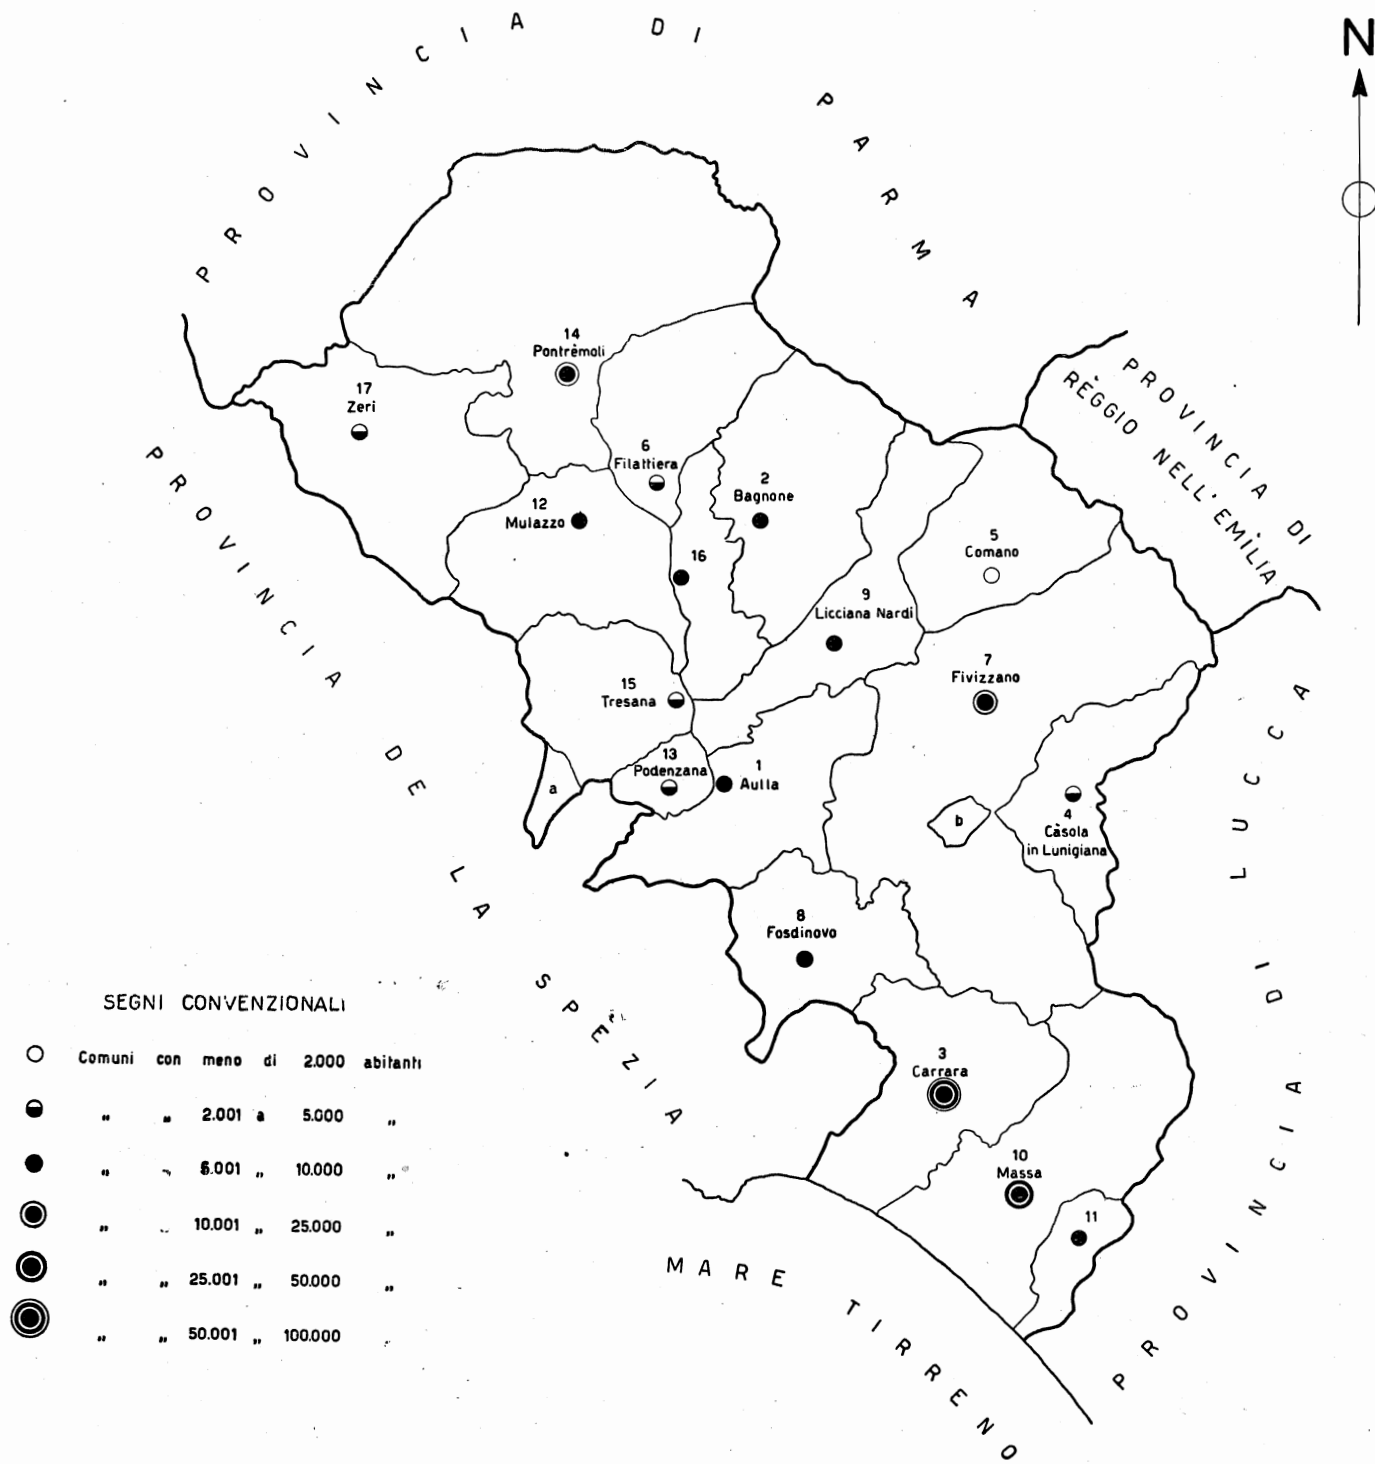 PROVINCIA DI PARMA
N
PROVINCIA DI
RÈGGIO NELL'EMÌLIA
14
Pontrèmoli
17
Zeri
6
Filattiera
2
Bagnone
12
Mulazzo
5
Comano
16
9
Licciana Nardi
7
Fivizzano
15
Tresana
13
Podenzana
1
Aulla
a
b
4
Càsola
in Lunigiana
8
Fosdinovo
3
Carrara
10
Massa
11
PROVINCIA DE LA SPÈZIA
PROVINCIA DI LUCCA
MARE TIRRENO
SEGNI CONVENZIONALI
Comuni con meno di 2.000 abitanti
" " 2.001 a 5.000 "
" " 5.001 " 10.000 "
" " 10.001 " 25.000 "
" " 25.001 " 50.000 "
" " 50.001 " 100.000 "